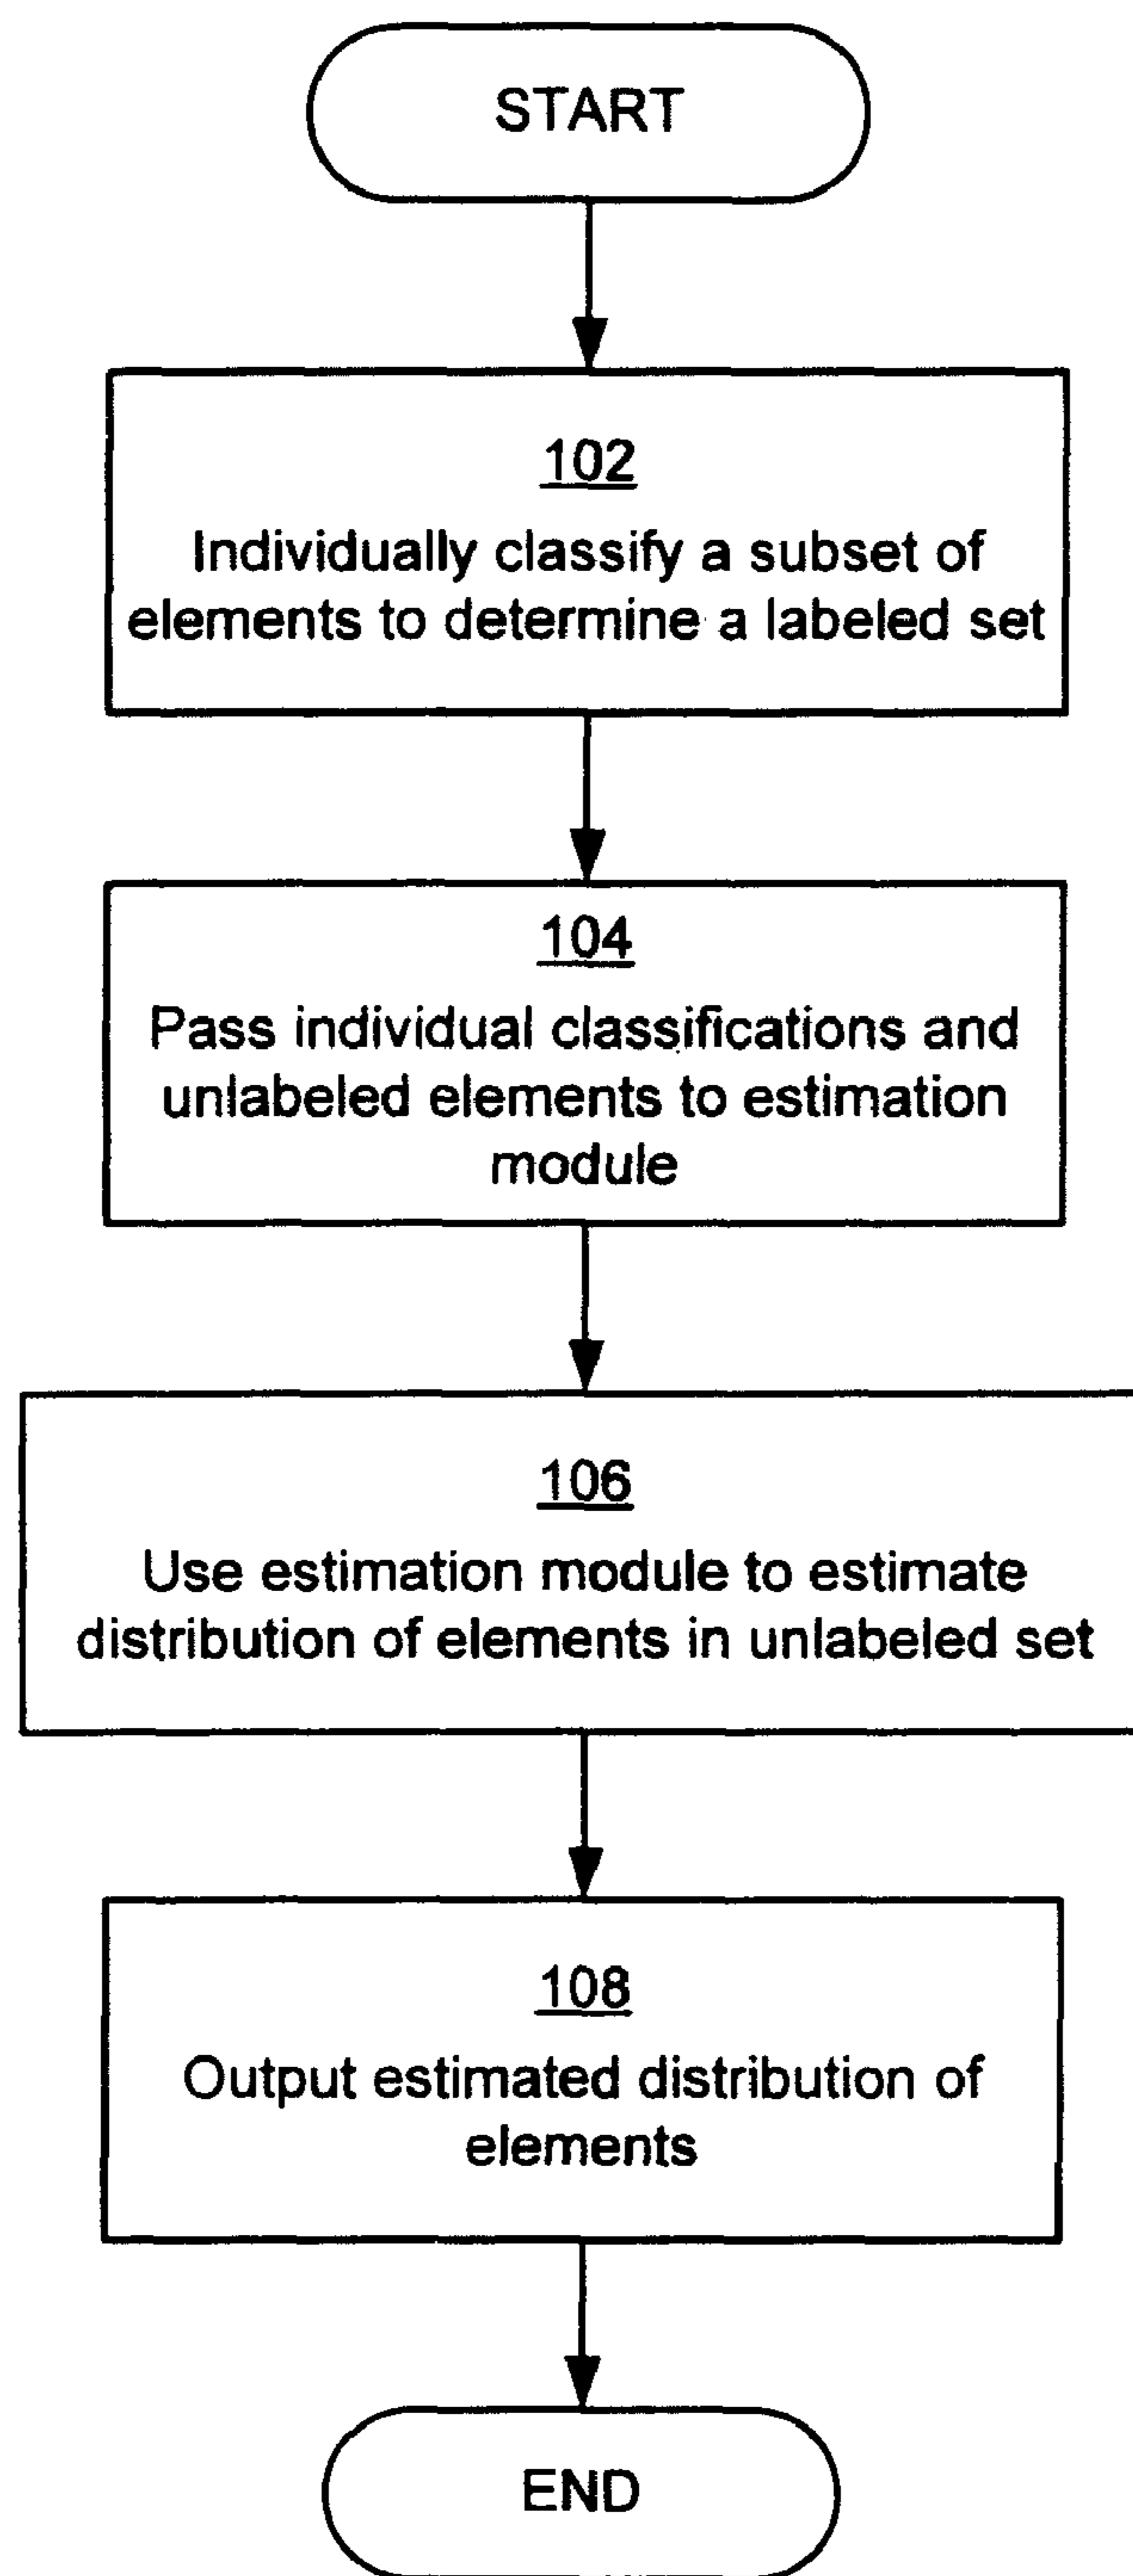 START
102
Individually classify a subset of
elements to determine a labeled set
104
Pass individual classifications and
unlabeled elements to estimation
module
106
Use estimation module to estimate
distribution of elements in unlabeled set
108
Output estimated distribution of
elements
END